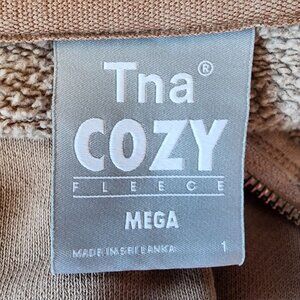 Tna®
COZY
FLEECE
MEGA
MADE IN SRI LANKA 1